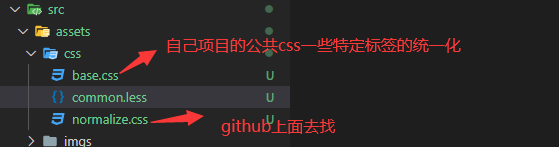 src
assets
css
自己项目的公共css一些特定标签的统一化
base.css U
common.less U
normalize.css U
github上面去找
imgs